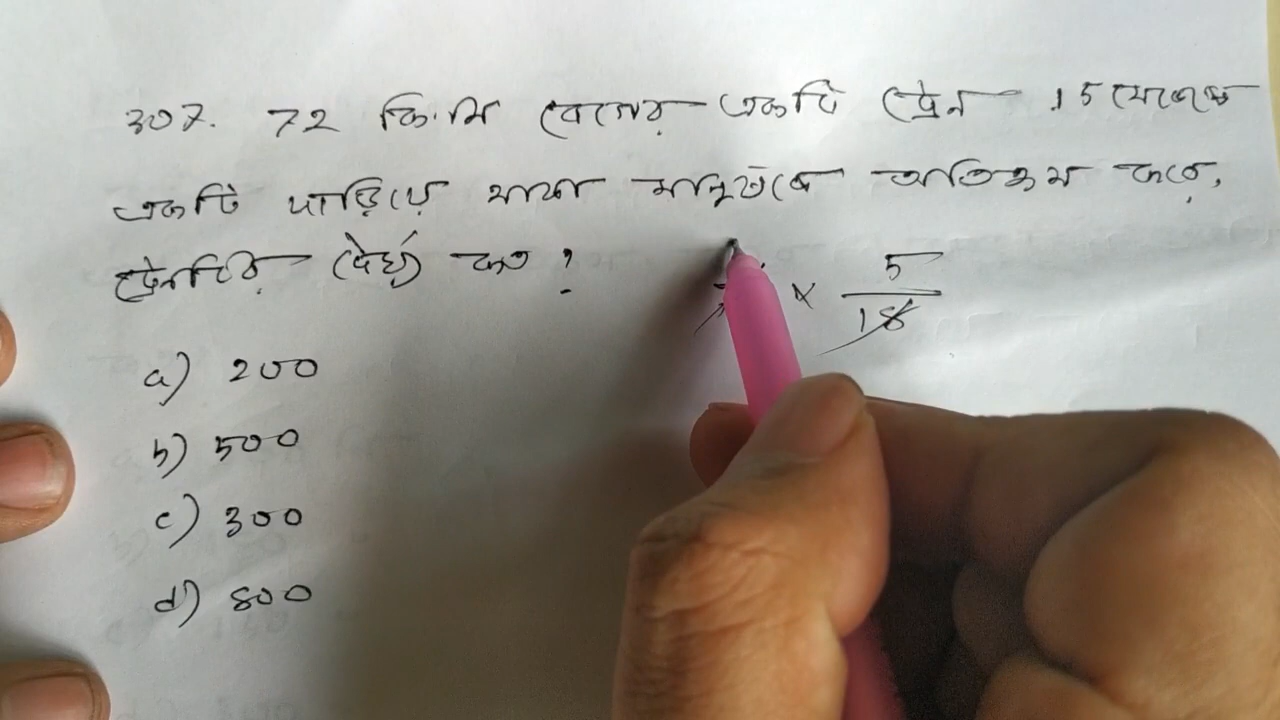 307. 72 কি.মি বেগের একটি ট্রেন 15 সেকেন্ডে
একটি দাড়িয়ে থাকা মানুষকে অতিক্রম করে,
ট্রেনটির দৈর্ঘ্য কত ?
× 5
18
a) 200
b) 500
c) 300
d) 800